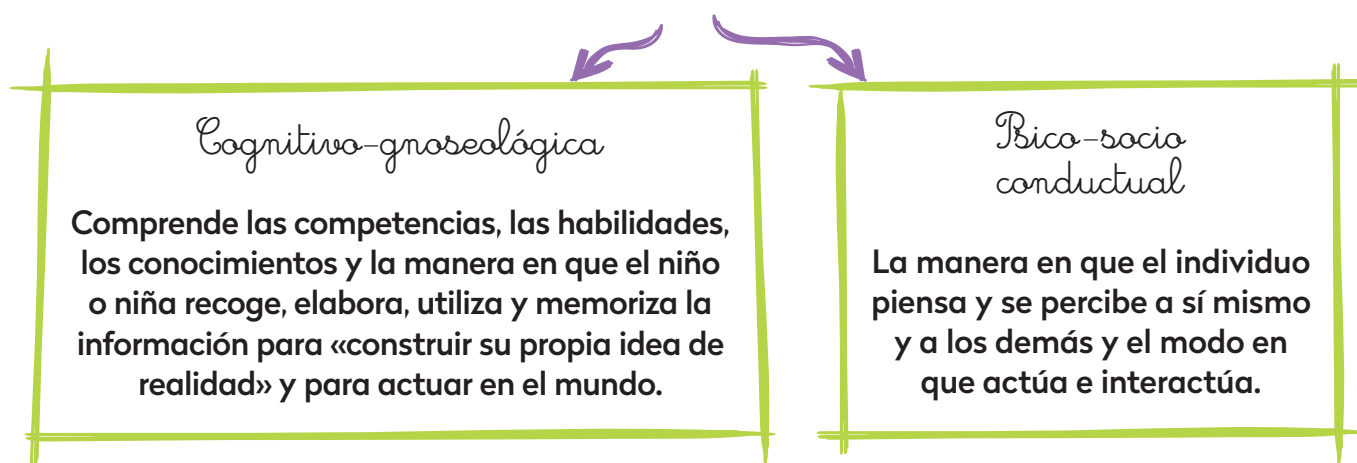 Cognitivo-gnoseológica
Comprende las competencias, las habilidades,
los conocimientos y la manera en que el niño
o niña recoge, elabora, utiliza y memoriza la
información para «construir su propia idea de
realidad» y para actuar en el mundo.
Psico-socio
conductual
La manera en que el individuo
piensa y se percibe a sí mismo
y a los demás y el modo en
que actúa e interactúa.